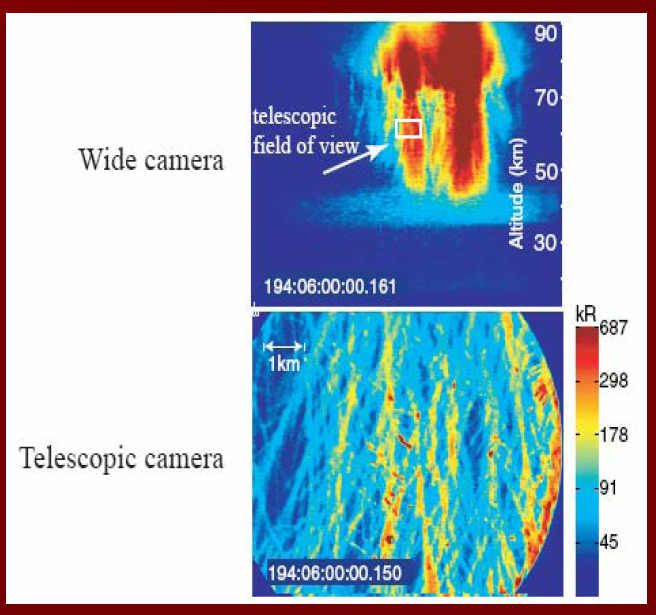 Wide camera
telescopic
field of view
90
70
50
30
Altitude (km)
194:06:00:00.161
Telescopic camera
1km
194:06:00:00.150
kR
687
298
178
91
45